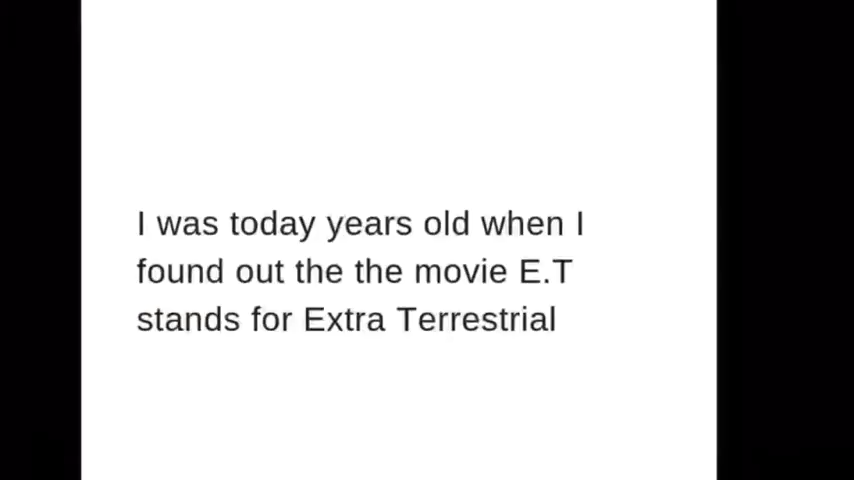 I was today years old when I
found out the the movie E.T
stands for Extra Terrestrial